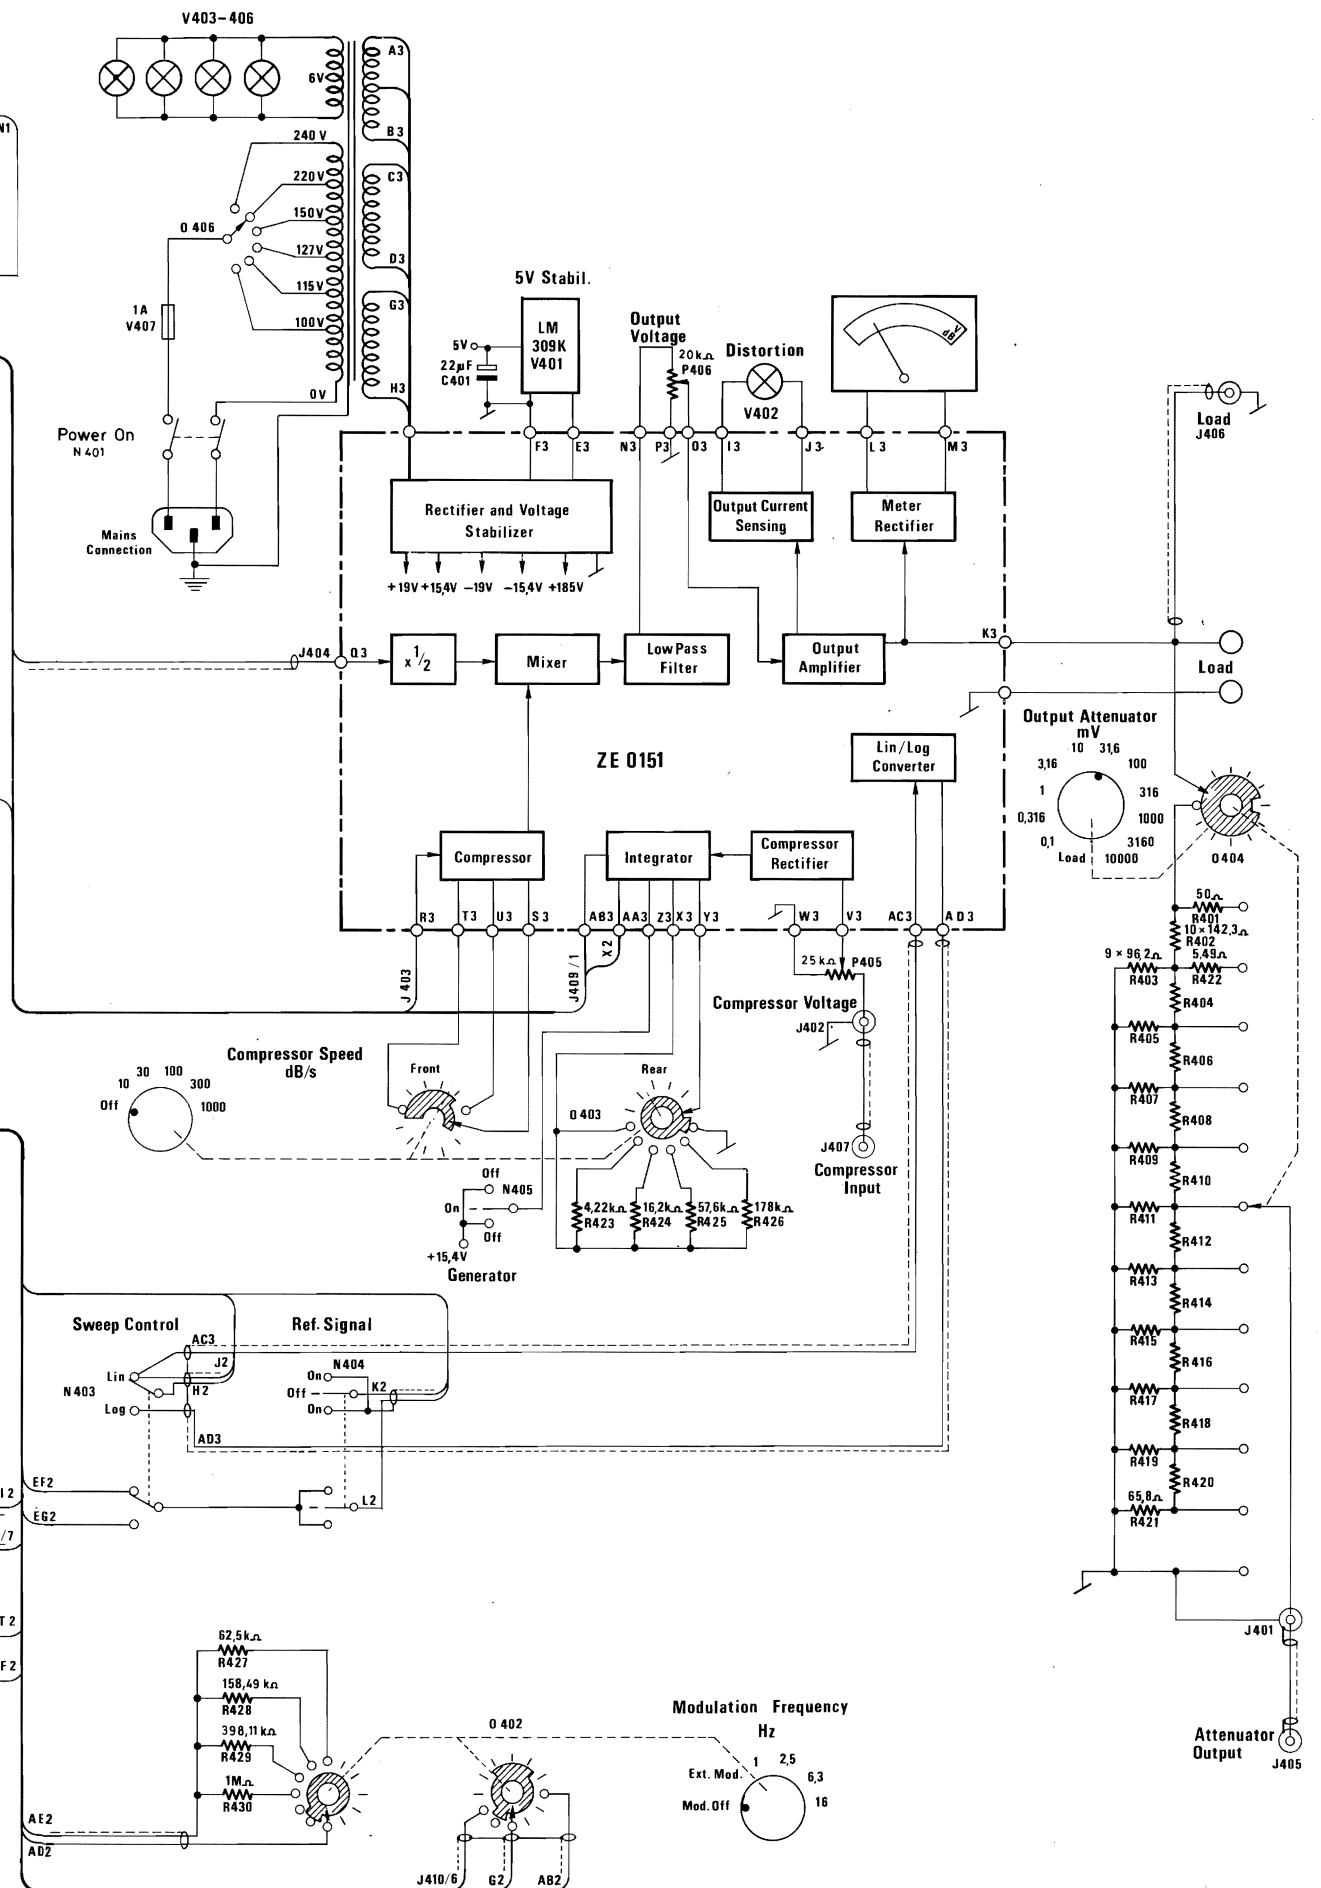 V403-406
6V
A3
B3
N1
240 V
220V
150V
127V
115V
100V
0V
C3
D3
G3
H3
O 406
1A
V407
5V Stabil.
LM
309K
V401
5V
22µF
C401
Output
Voltage
20kΩ
P406
Distortion
V402
dB V
Load
J406
Power On
N 401
Mains
Connection
F3
E3
N3
P3
O3
I3
J3
L3
M3
Rectifier and Voltage
Stabilizer
+19V
+15,4V
-19V
-15,4V
+185V
Output Current
Sensing
Meter
Rectifier
J404
Q3
x 1/2
Mixer
Low Pass
Filter
Output
Amplifier
K3
Load
ZE 0151
Lin/Log
Converter
Output Attenuator
mV
10
31,6
3,16
100
1
316
0,316
1000
0,1
3160
Load
10000
O 404
Compressor
Integrator
Compressor
Rectifier
R3
T3
U3
S3
AB3
AA3
Z3
X3
Y3
W3
V3
AC3
AD3
J 403
J409/1
X2
25 kΩ
P405
Compressor Voltage
J402
J407
Compressor
Input
50Ω
R401
10 × 142,3Ω
R402
9 × 96,2Ω
R403
5,49Ω
R422
R404
R405
R406
R407
R408
R409
R410
R411
R412
R413
R414
R415
R416
R417
R418
R419
R420
65,8Ω
R421
Compressor Speed
dB/s
Off
10
30
100
300
1000
Front
Rear
O 403
Off
N405
On
Off
+15,4V
Generator
4,22kΩ
R423
16,2kΩ
R424
57,6kΩ
R425
178kΩ
R426
Sweep Control
Ref. Signal
AC3
J2
Lin
N403
H2
Log
AD3
N404
On
Off
K2
On
EF2
EG2
L2
I2
/7
T2
F2
J401
Attenuator
Output
J405
62,5kΩ
R427
158,49 kΩ
R428
398,11 kΩ
R429
1MΩ
R430
AE2
AD2
O 402
J410/6
G2
AB2
Modulation Frequency
Hz
1
2,5
Ext. Mod.
6,3
Mod. Off
16